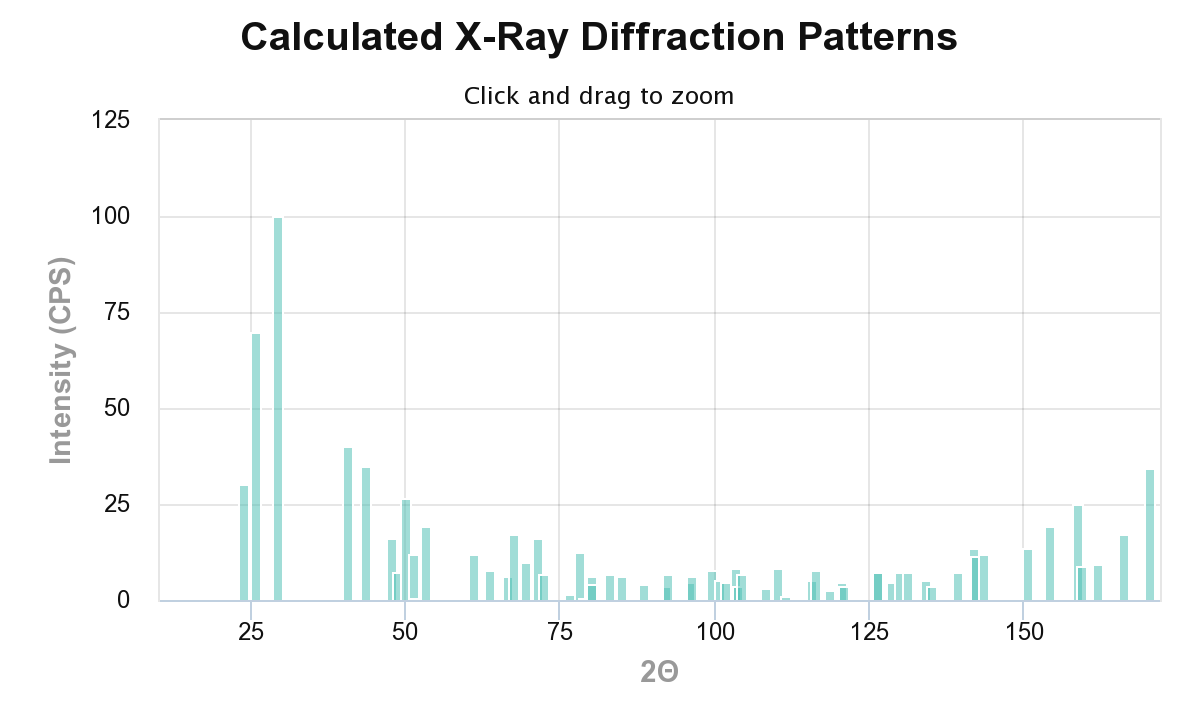 Calculated X-Ray Diffraction Patterns
Click and drag to zoom
125
100
75
50
25
0
Intensity (CPS)
25 50 75 100 125 150
2Θ